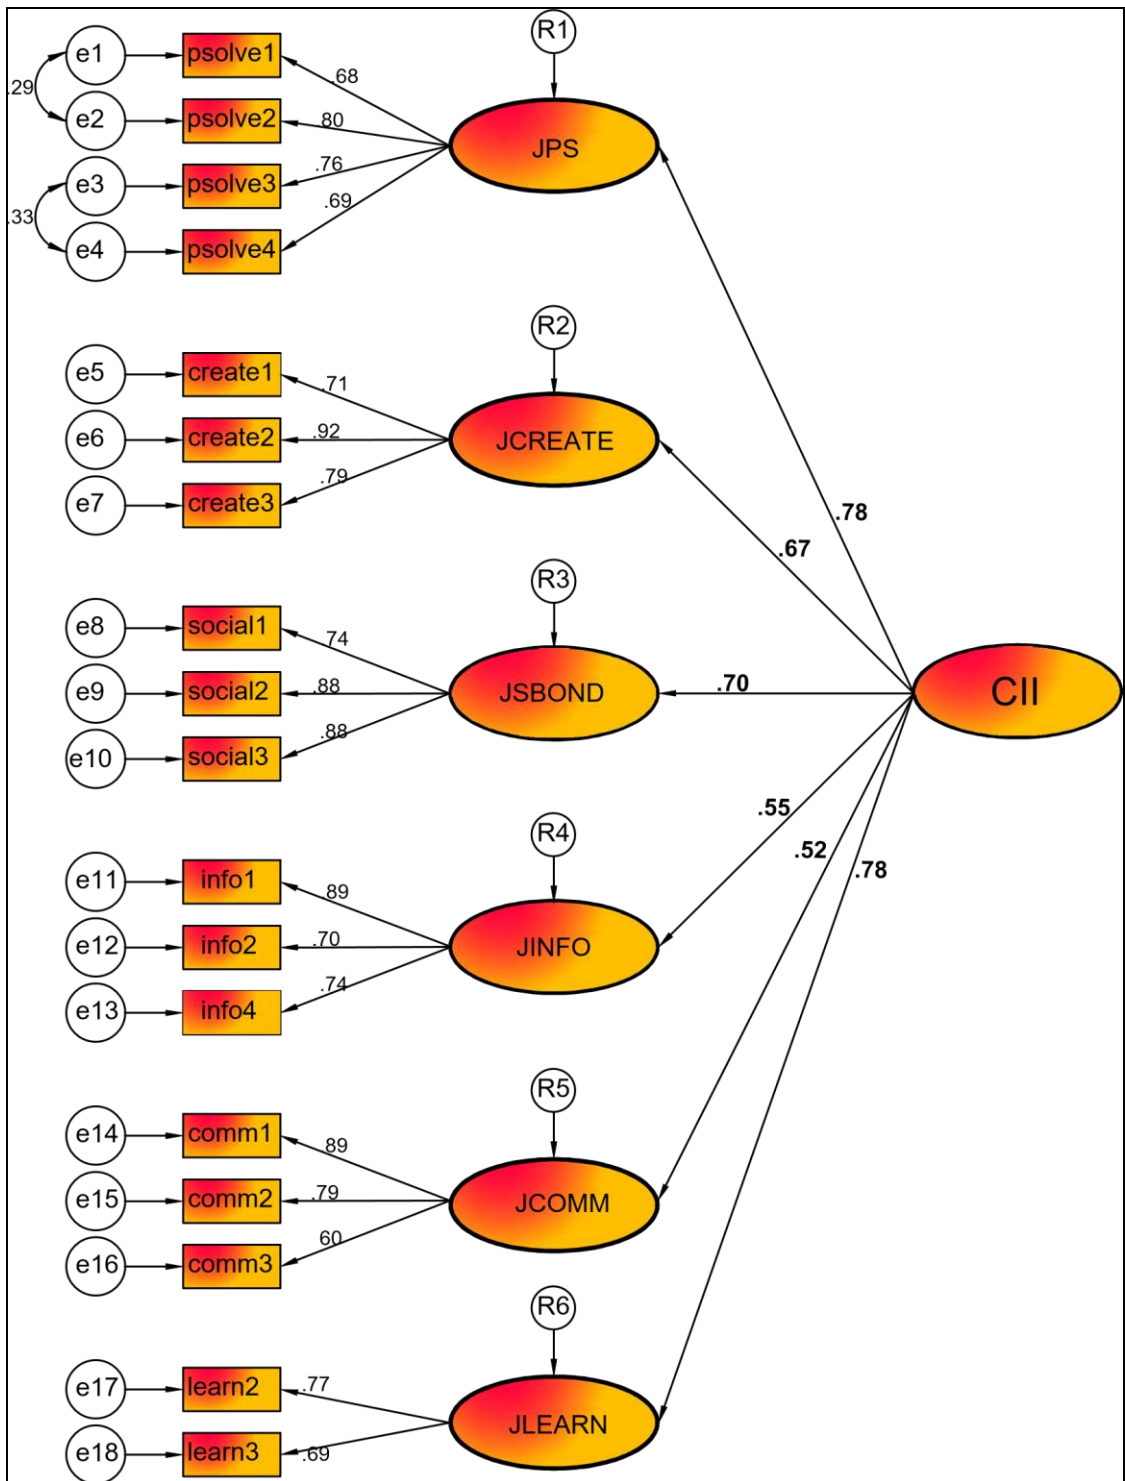 R1
e1 psolve1 .68
.29
e2 psolve2 .80
JPS
e3 psolve3 .76
.33
.69
e4 psolve4
R2
e5 create1 .71
e6 create2 .92
JCREATE
e7 create3 .79
.78
.67
R3
e8 social1 .74
e9 social2 .88
JSBOND
.70
CII
e10 social3 .88
R4
.55
.52
.78
e11 info1 .89
e12 info2 .70
JINFO
e13 info4 .74
R5
e14 comm1 .89
e15 comm2 .79
JCOMM
e16 comm3 60
R6
e17 learn2 .77
JLEARN
e18 learn3 .69